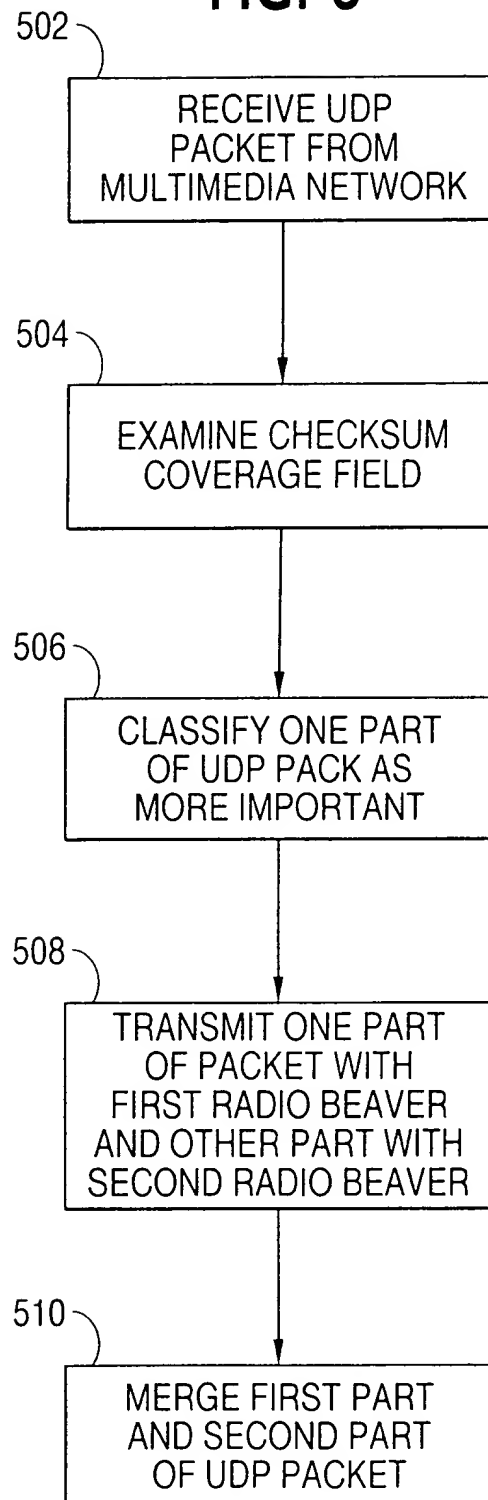 502
RECEIVE UDP
PACKET FROM
MULTIMEDIA NETWORK
504
EXAMINE CHECKSUM
COVERAGE FIELD
506
CLASSIFY ONE PART
OF UDP PACK AS
MORE IMPORTANT
508
TRANSMIT ONE PART
OF PACKET WITH
FIRST RADIO BEAVER
AND OTHER PART WITH
SECOND RADIO BEAVER
510
MERGE FIRST PART
AND SECOND PART
OF UDP PACKET